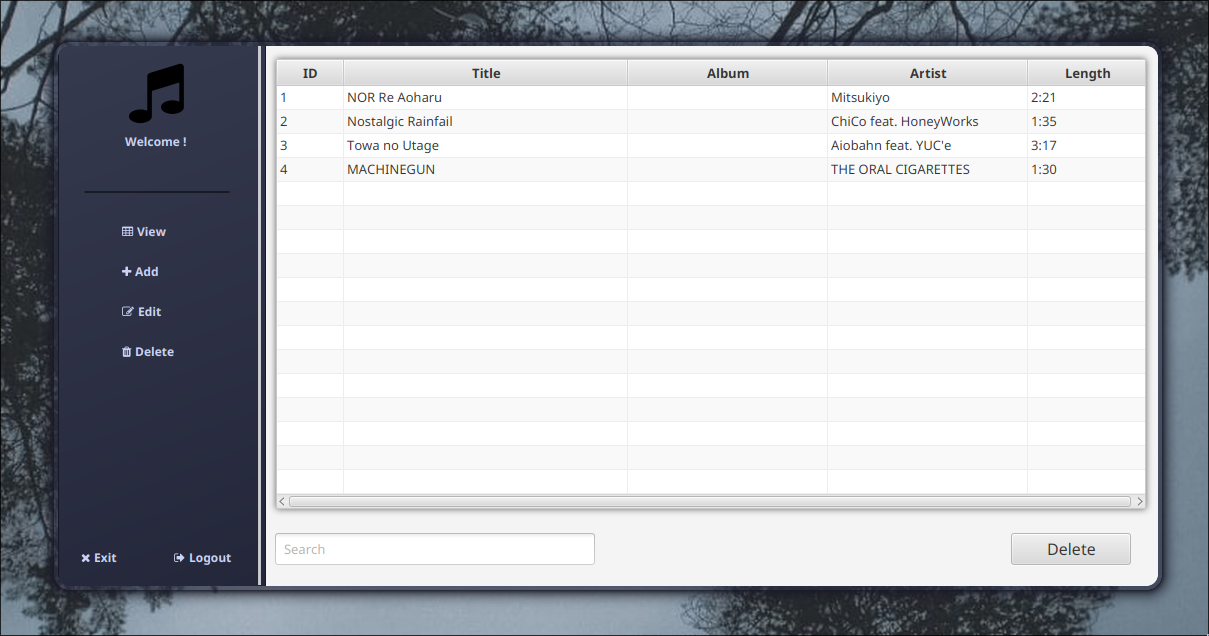 Welcome !
View
Add
Edit
Delete
Exit
Logout
ID Title Album Artist Length
1 NOR Re Aoharu Mitsukiyo 2:21
2 Nostalgic Rainfail ChiCo feat. HoneyWorks 1:35
3 Towa no Utage Aiobahn feat. YUC'e 3:17
4 MACHINEGUN THE ORAL CIGARETTES 1:30
Search
Delete